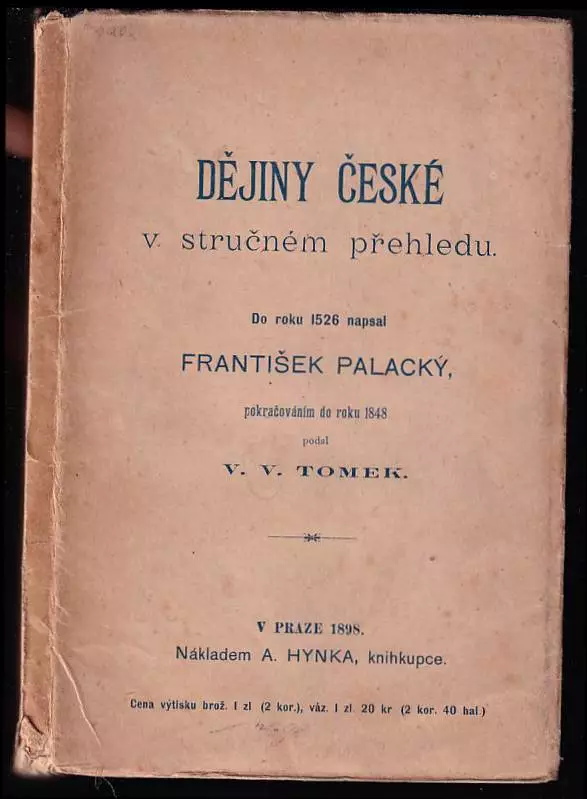 DĚJINY ČESKÉ
v stručném přehledu.
Do roku 1526 napsal
FRANTIŠEK PALACKÝ,
pokračováním do roku 1848
podal
V. V. TOMEK.
V PRAZE 1898.
Nákladem A. HYNKA, knihkupce.
Cena výtisku brož. 1 zl (2 kor.), váz. 1 zl. 20 kr (2 kor. 40 hal.)